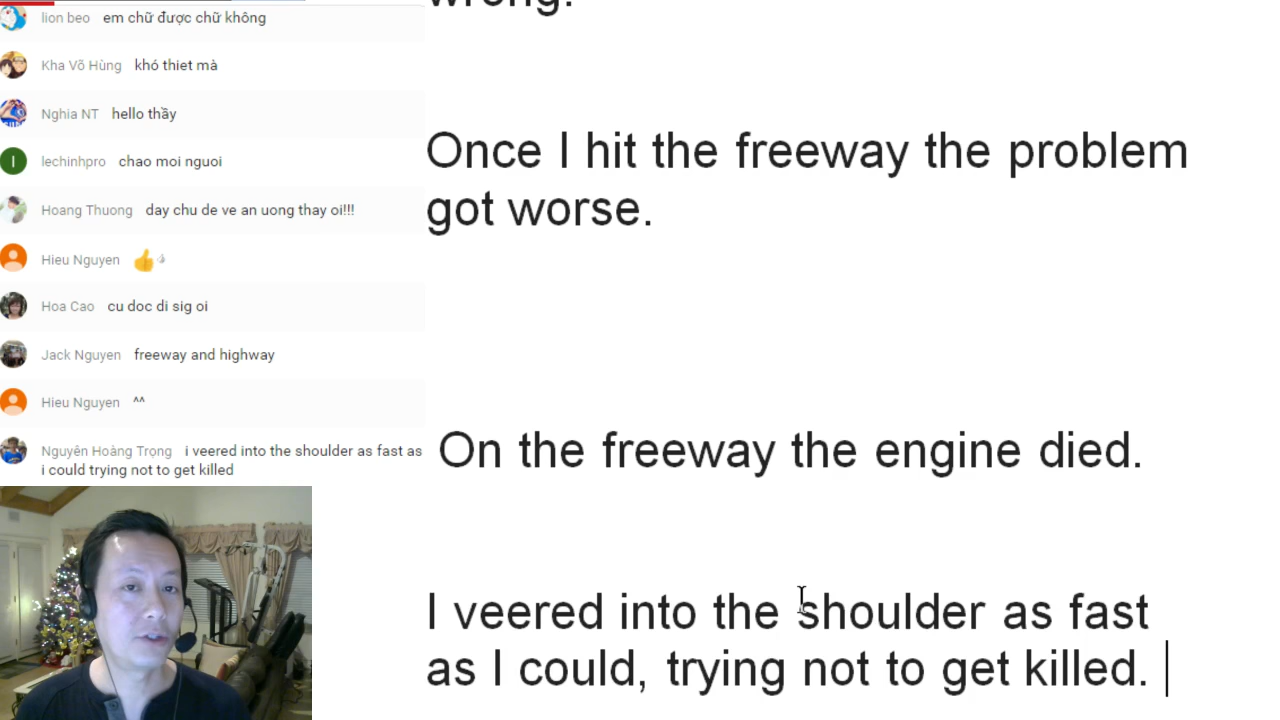 lion beo em chữ được chữ không
Kha Võ Hùng khó thiet mà
Nghia NT hello thầy
I lechinhpro chao moi nguoi
Hoang Thuong day chu de ve an uong thay oi!!!
Hieu Nguyen 👍
Hoa Cao cu doc di sig oi
Jack Nguyen freeway and highway
Hieu Nguyen ^^
Nguyên Hoàng Trọng i veered into the shoulder as fast as
i could trying not to get killed
wrong.
Once I hit the freeway the problem
got worse.
On the freeway the engine died.
I veered into the shoulder as fast
as I could, trying not to get killed.